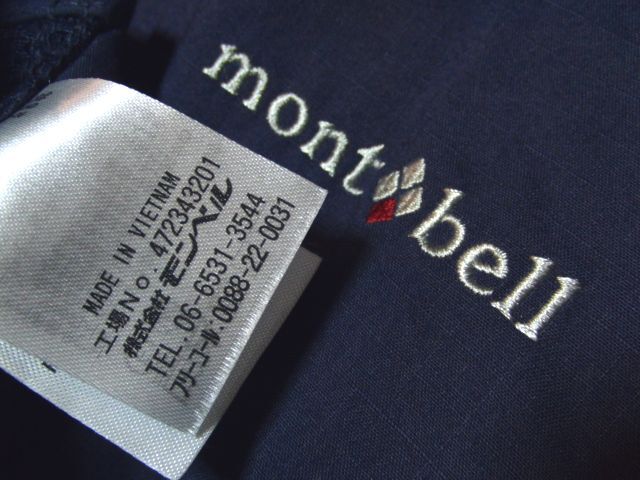 mont bell
MADE IN VIETNAM
工場No. 472343201
株式会社 モンベル
TEL. 06-6531-3544
フリーコール: 0088-22-0031